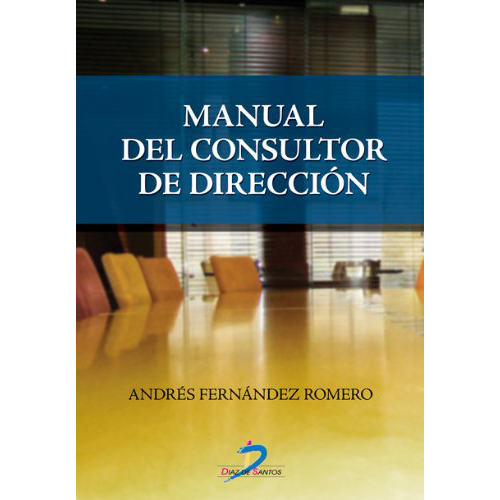 MANUAL
DEL CONSULTOR
DE DIRECCIÓN
ANDRÉS FERNÁNDEZ ROMERO
DIAZ DE SANTOS